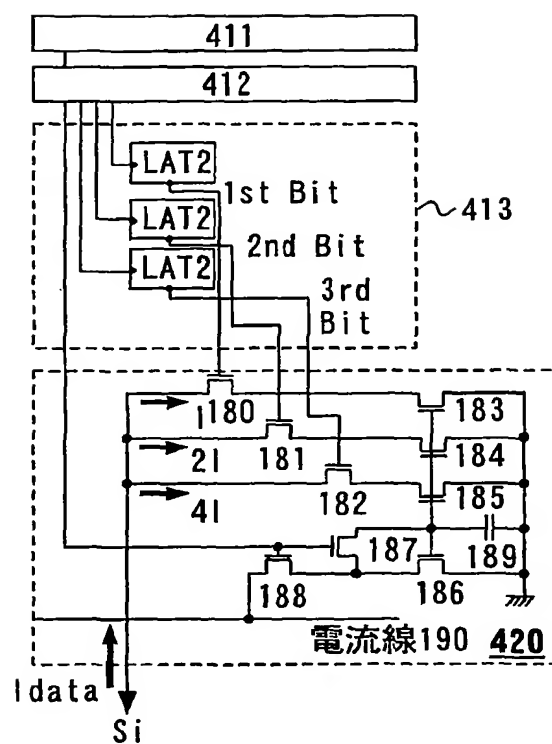 411
412
LAT2
1st Bit
413
LAT2
2nd Bit
LAT2
3rd
Bit
I
180
183
2I
181
184
4I
182
185
187
189
188
186
電流線190
420
Idata
Si